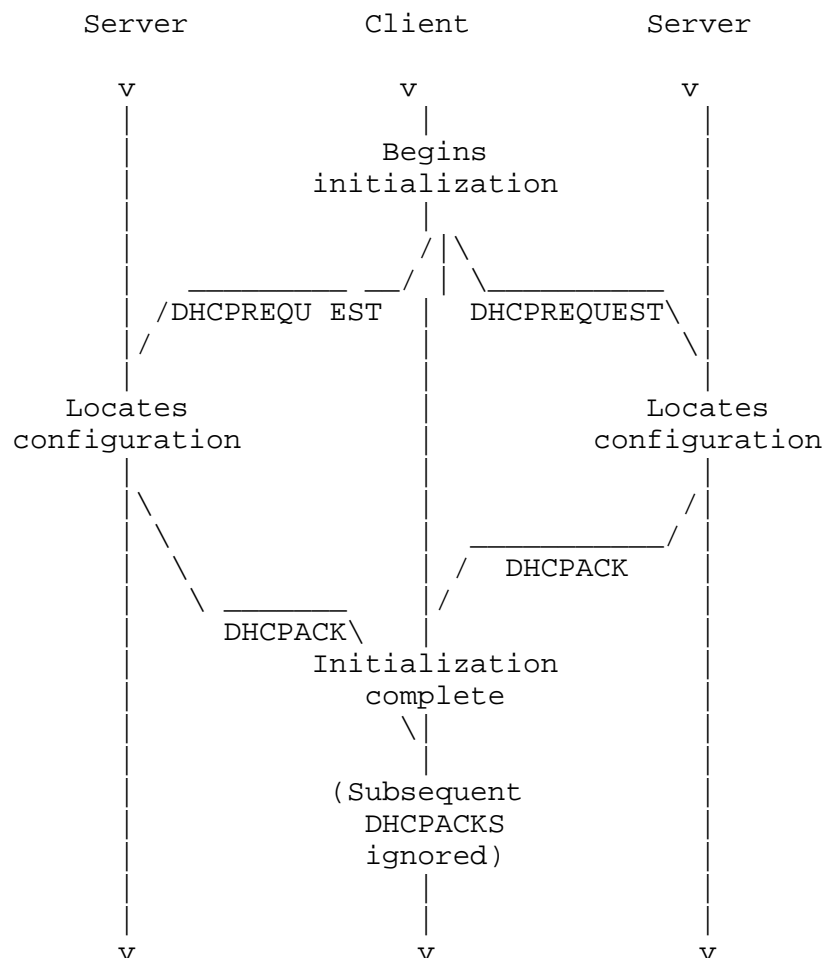 Server Client Server
v v v
Begins
initialization
DHCPREQU EST DHCPREQUEST
Locates Locates
configuration configuration
DHCPACK
DHCPACK
Initialization
complete
(Subsequent
DHCPACKS
ignored)
v v v